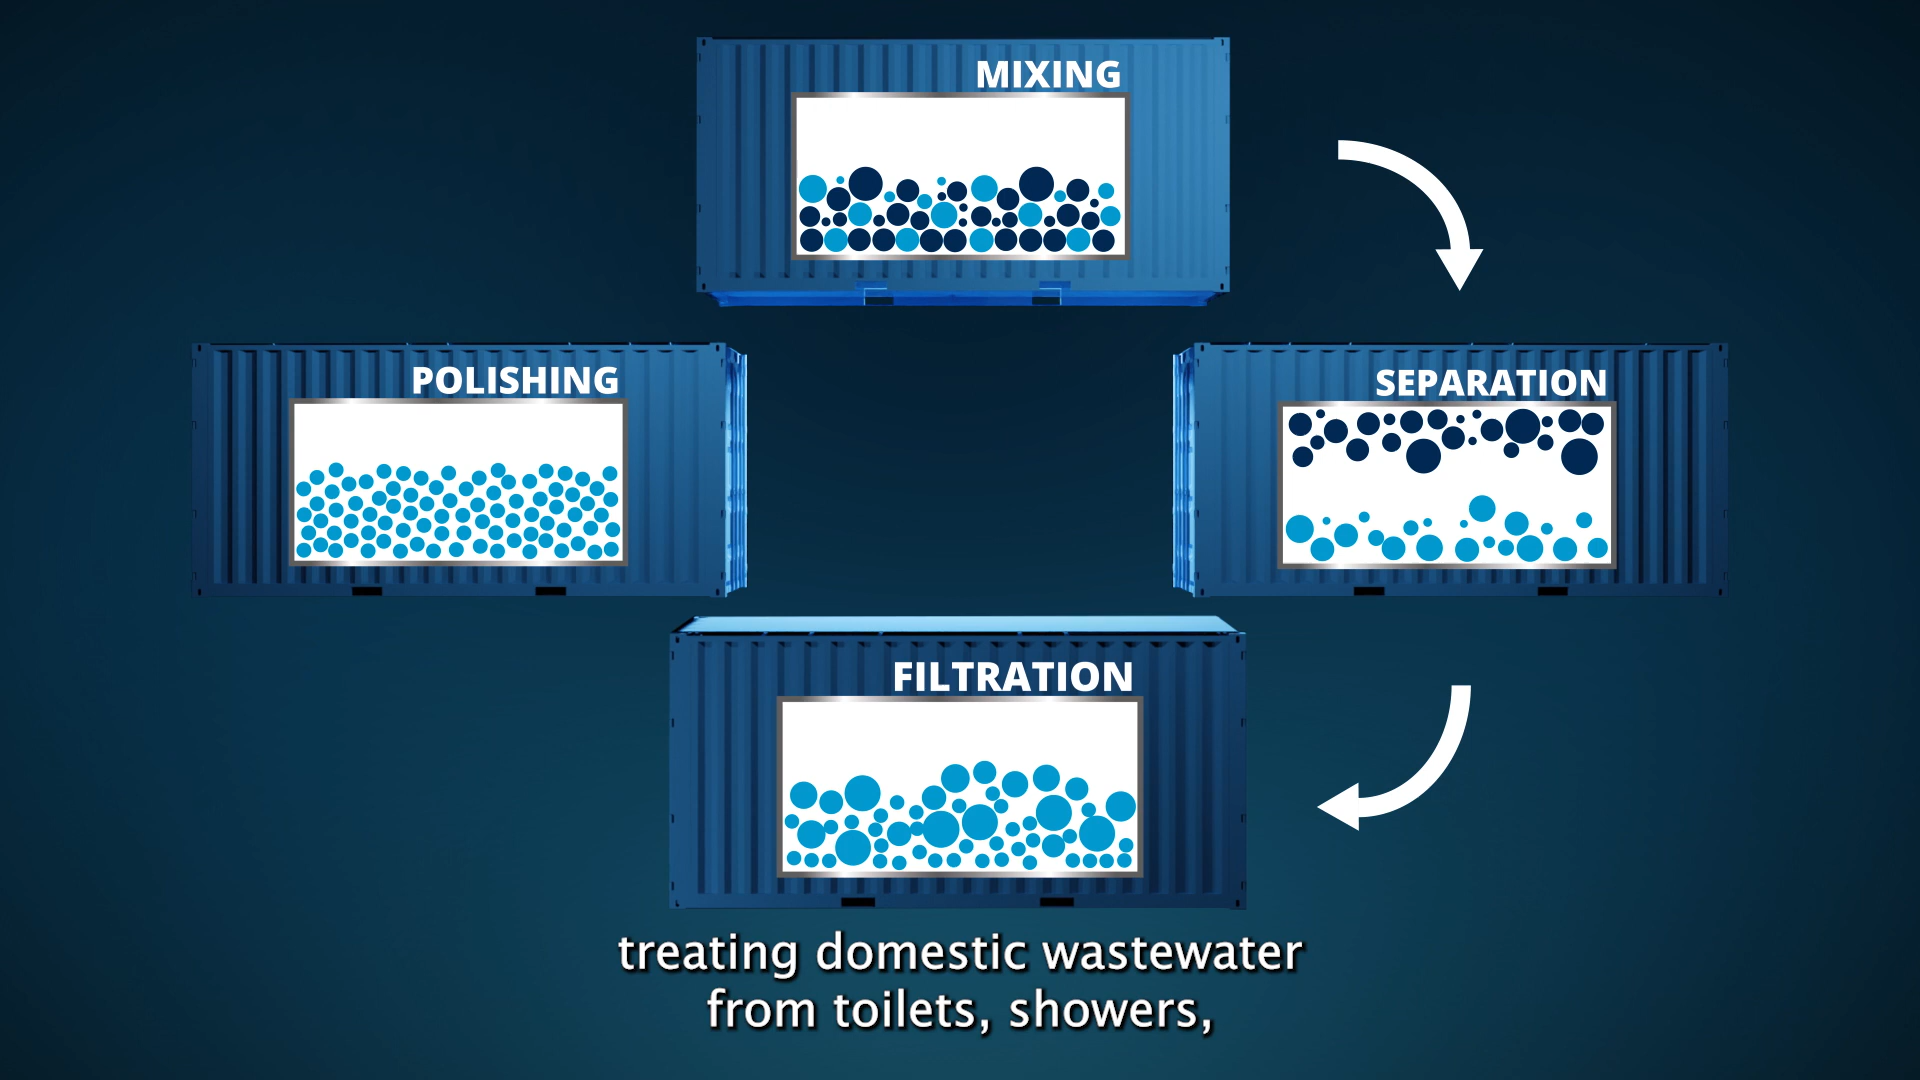 MIXING
POLISHING
SEPARATION
FILTRATION
treating domestic wastewater
from toilets, showers,